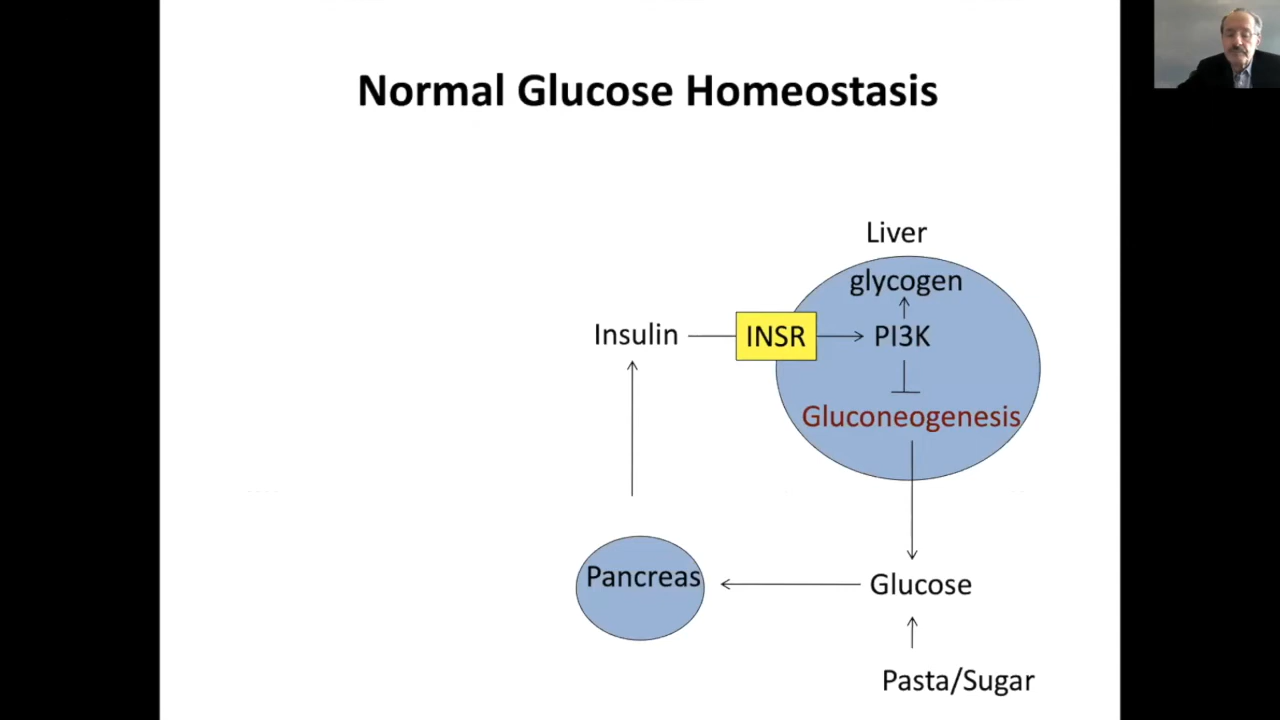 Normal Glucose Homeostasis
Liver
glycogen
Insulin
INSR
PI3K
Gluconeogenesis
Pancreas
Glucose
Pasta/Sugar